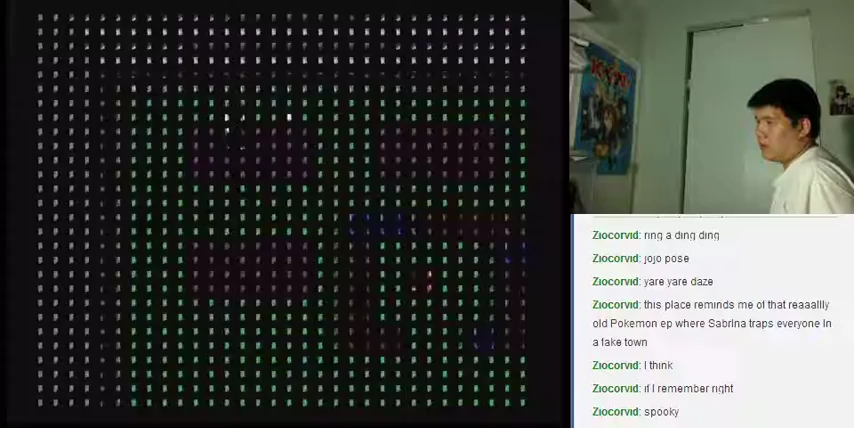 Ziocorvid: ring a ding ding
Ziocorvid: jojo pose
Ziocorvid: yare yare daze
Ziocorvid: this place reminds me of that reaaallly
old Pokemon ep where Sabrina traps everyone in
a fake town
Ziocorvid: I think
Ziocorvid: if I remember right
Ziocorvid: spooky